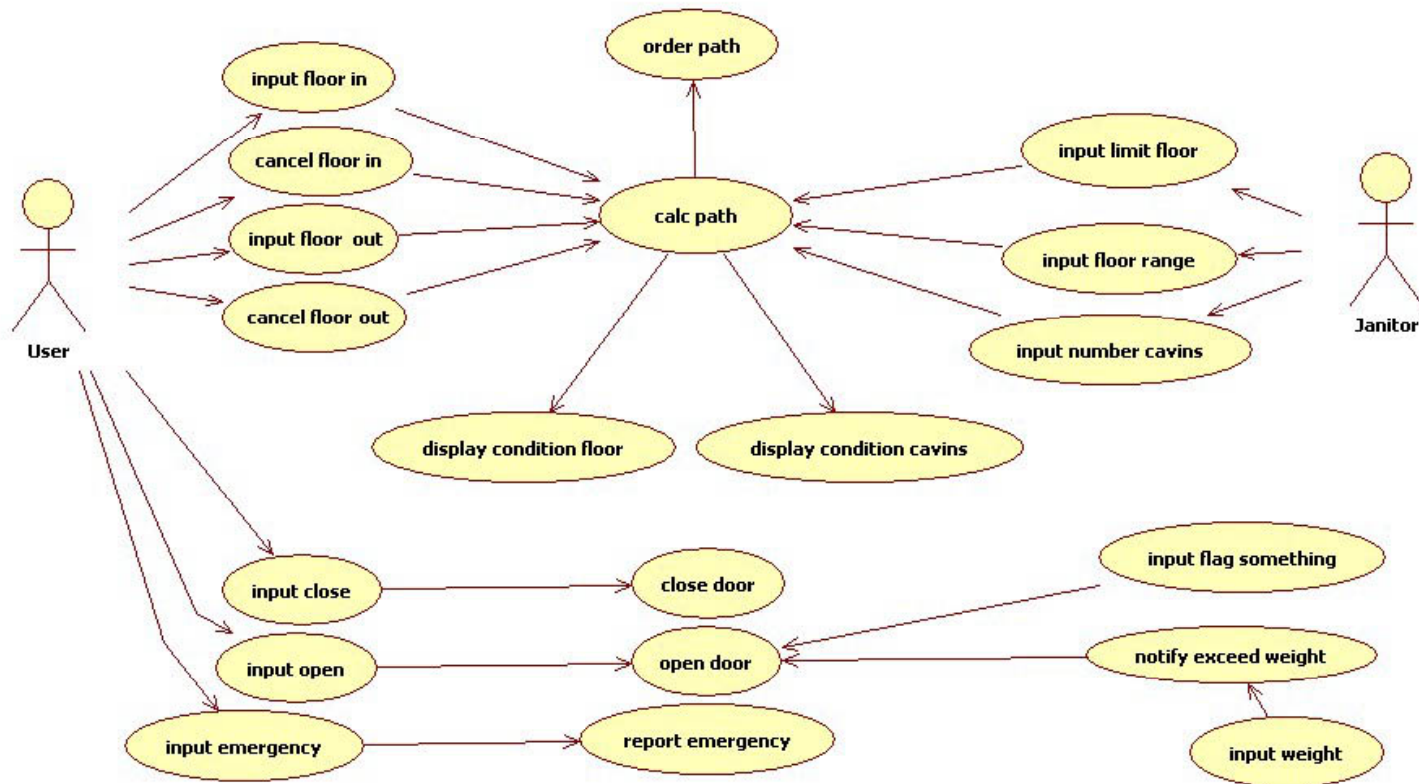 order path
input floor in
cancel floor in
input limit floor
calc path
input floor  out
input floor range
cancel floor out
Janitor
User
input number cavins
display condition floor
display condition cavins
input flag something
close door
input close
notify exceed weight
open door
input open
report emergency
input emergency
input weight